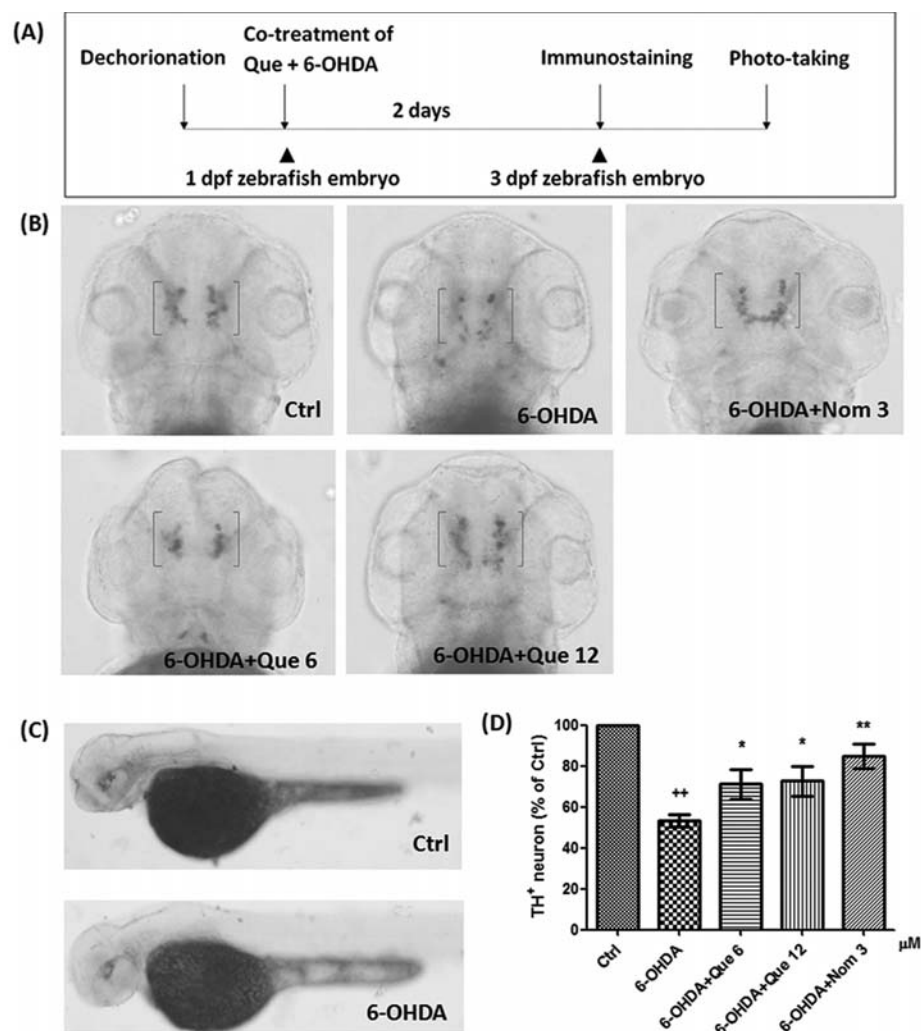 (A)
Dechorionation
Co-treatment of
Que + 6-OHDA
Immunostaining
Photo-taking
2 days
1 dpf zebrafish embryo
3 dpf zebrafish embryo
(B)
Ctrl
6-OHDA
6-OHDA+Nom 3
6-OHDA+Que 6
6-OHDA+Que 12
(C)
Ctrl
6-OHDA
(D)
TH+ neuron (% of Ctrl)
100
80
60
40
20
0
++
*
*
**
μM
Ctrl
6-OHDA
6-OHDA+Que 6
6-OHDA+Que 12
6-OHDA+Nom 3